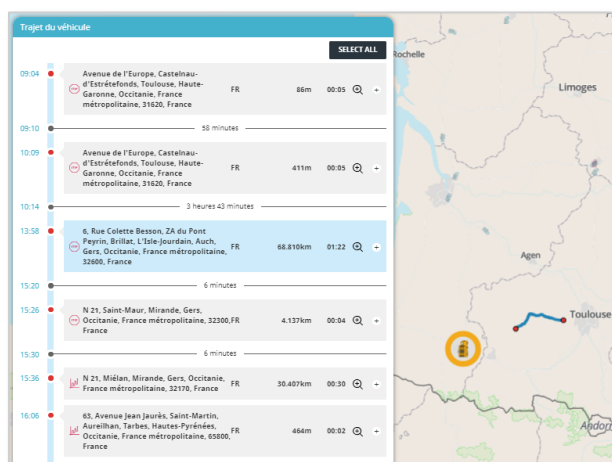 Trajet du véhicule
SELECT ALL
09:04
Avenue de l'Europe, Castelnau-
d'Estrétefonds, Toulouse, Haute-
Garonne, Occitanie, France
métropolitaine, 31620, France
FR 86m 00:05 +
09:10 58 minutes
10:09
Avenue de l'Europe, Castelnau-
d'Estrétefonds, Toulouse, Haute-
Garonne, Occitanie, France
métropolitaine, 31620, France
FR 411m 00:05 +
10:14 3 heures 43 minutes
13:58
6, Rue Colette Besson, ZA du Pont
Peyrin, Brillat, L'Isle-Jourdain, Auch,
Gers, Occitanie, France métropolitaine,
32600, France
FR 68.810km 01:22 +
15:20 6 minutes
15:26
N 21, Saint-Maur, Mirande, Gers,
Occitanie, France métropolitaine, 32300,
France
FR 4.137km 00:04 +
15:30 6 minutes
15:36
N 21, Miélan, Mirande, Gers, Occitanie,
France métropolitaine, 32170, France
FR 30.407km 00:30 +
16:06
63, Avenue Jean Jaurès, Saint-Martin,
Aureilhan, Tarbes, Hautes-Pyrénées,
Occitanie, France métropolitaine, 65800,
France
FR 464m 00:02 +
Rochelle
Limoges
Agen
Toulouse
Andorr